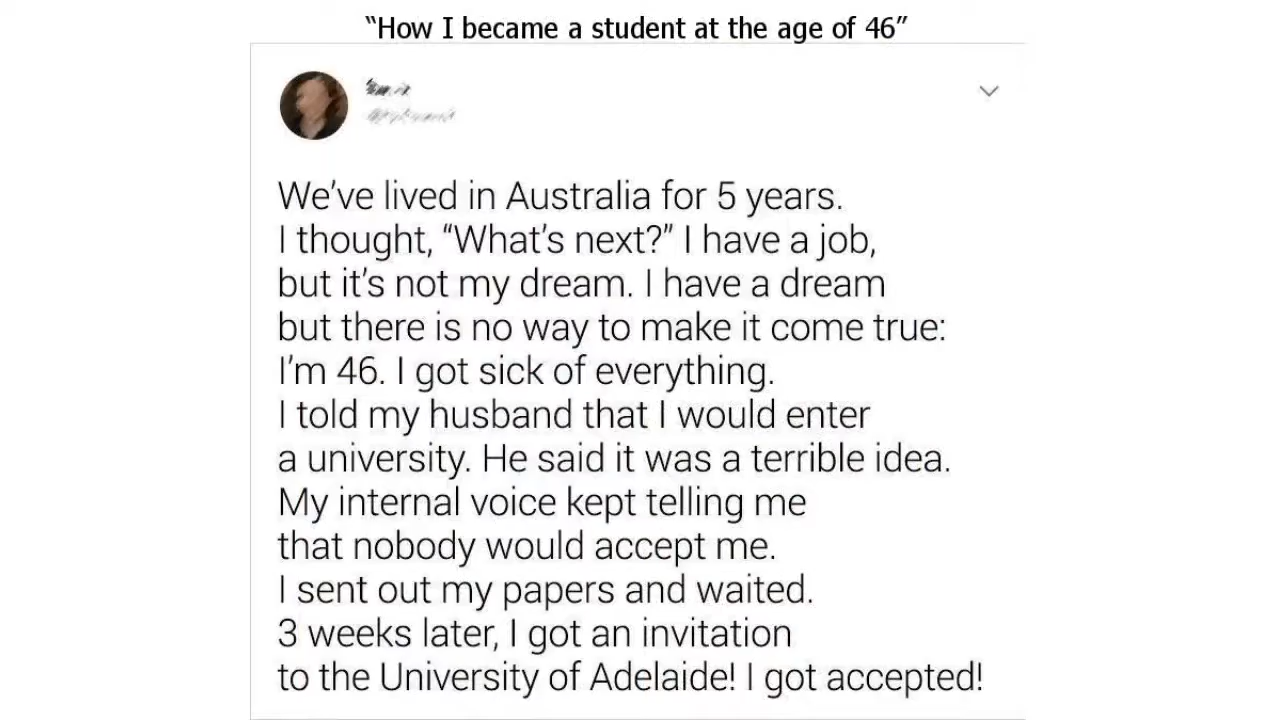 “How I became a student at the age of 46”
We’ve lived in Australia for 5 years.
I thought, “What’s next?” I have a job,
but it’s not my dream. I have a dream
but there is no way to make it come true:
I’m 46. I got sick of everything.
I told my husband that I would enter
a university. He said it was a terrible idea.
My internal voice kept telling me
that nobody would accept me.
I sent out my papers and waited.
3 weeks later, I got an invitation
to the University of Adelaide! I got accepted!